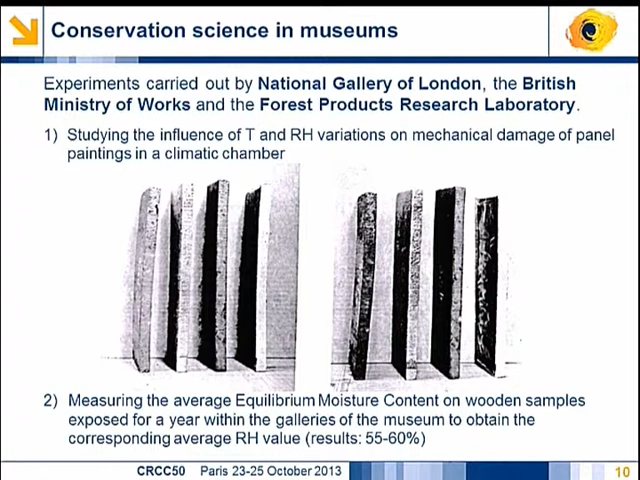 Conservation science in museums
Experiments carried out by National Gallery of London, the British
Ministry of Works and the Forest Products Research Laboratory.
1) Studying the influence of T and RH variations on mechanical damage of panel
paintings in a climatic chamber
2) Measuring the average Equilibrium Moisture Content on wooden samples
exposed for a year within the galleries of the museum to obtain the
corresponding average RH value (results: 55-60%)
CRCC50 Paris 23-25 October 2013
10